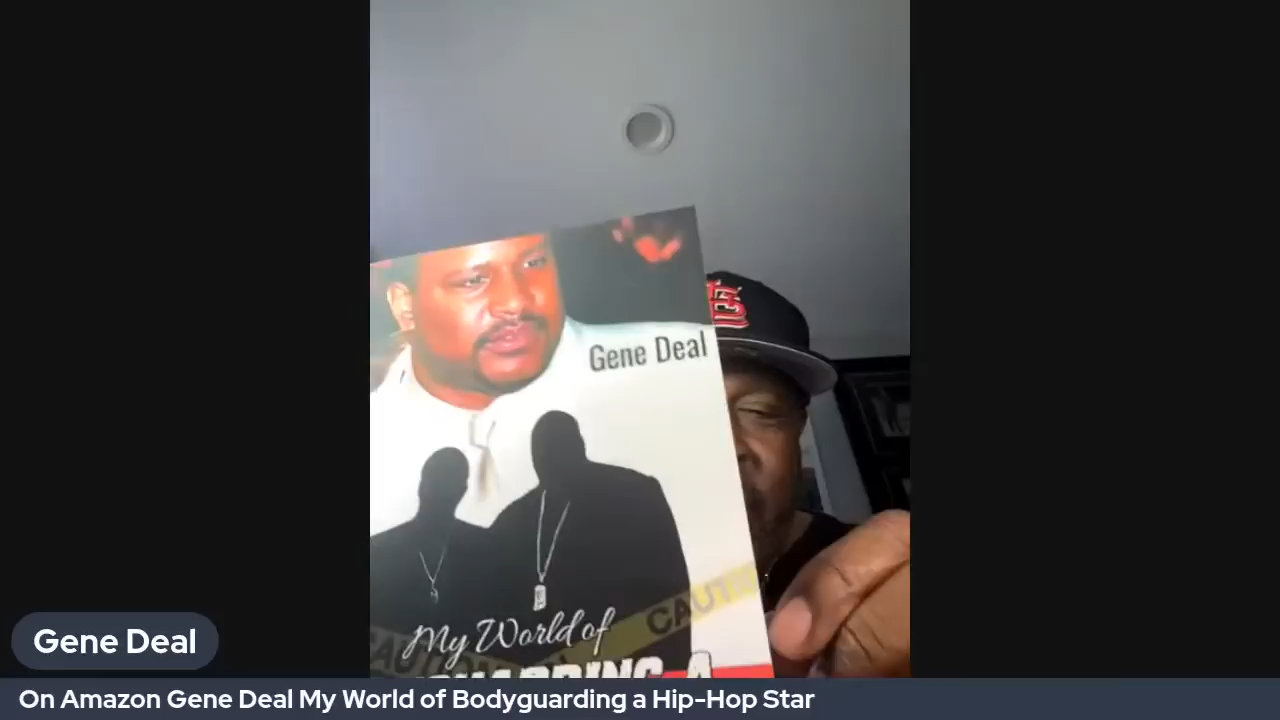 Gene Deal
My World of
CAUTI
CAUTION
A
Gene Deal
On Amazon Gene Deal My World of Bodyguarding a Hip-Hop Star